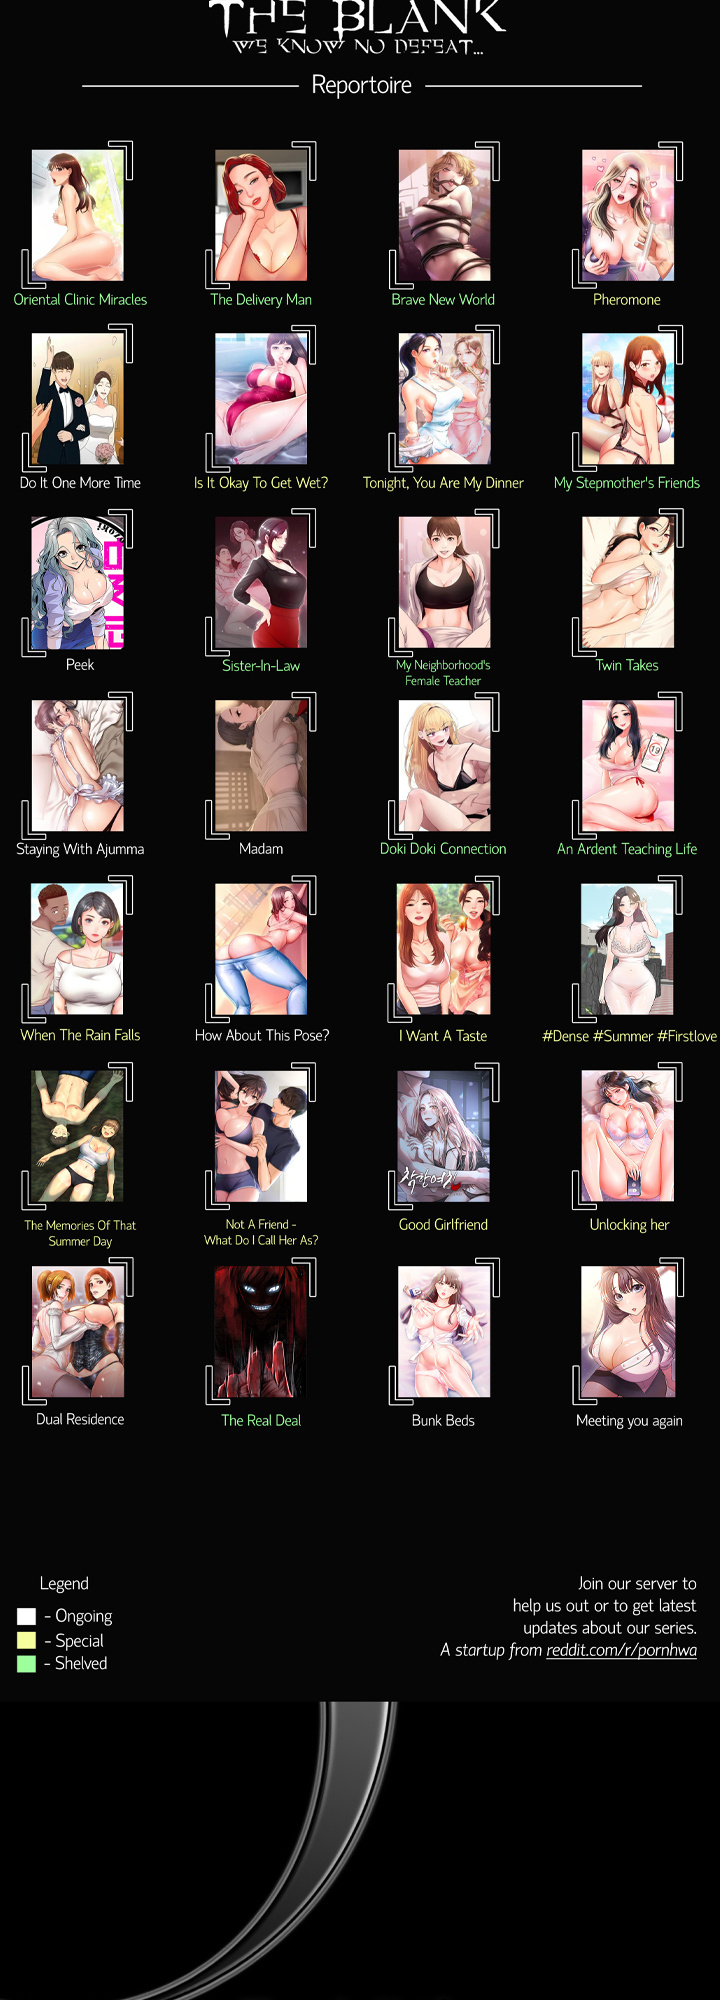 THE BLANK
WE KNOW NO DEFEAT...
Reportoire
Oriental Clinic Miracles
The Delivery Man
Brave New World
Pheromone
Do It One More Time
Is It Okay To Get Wet?
Tonight, You Are My Dinner
My Stepmother's Friends
Peek
Sister-In-Law
My Neighborhood's
Female Teacher
Twin Takes
Staying With Ajumma
Madam
Doki Doki Connection
19
An Ardent Teaching Life
When The Rain Falls
How About This Pose?
I Want A Taste
#Dense #Summer #Firstlove
The Memories Of That
Summer Day
Not A Friend -
What Do I Call Her As?
착한여친
Good Girlfriend
Unlocking her
Dual Residence
The Real Deal
Bunk Beds
Meeting you again
Legend
- Ongoing
- Special
- Shelved
Join our server to
help us out or to get latest
updates about our series.
A startup from reddit.com/r/pornhwa